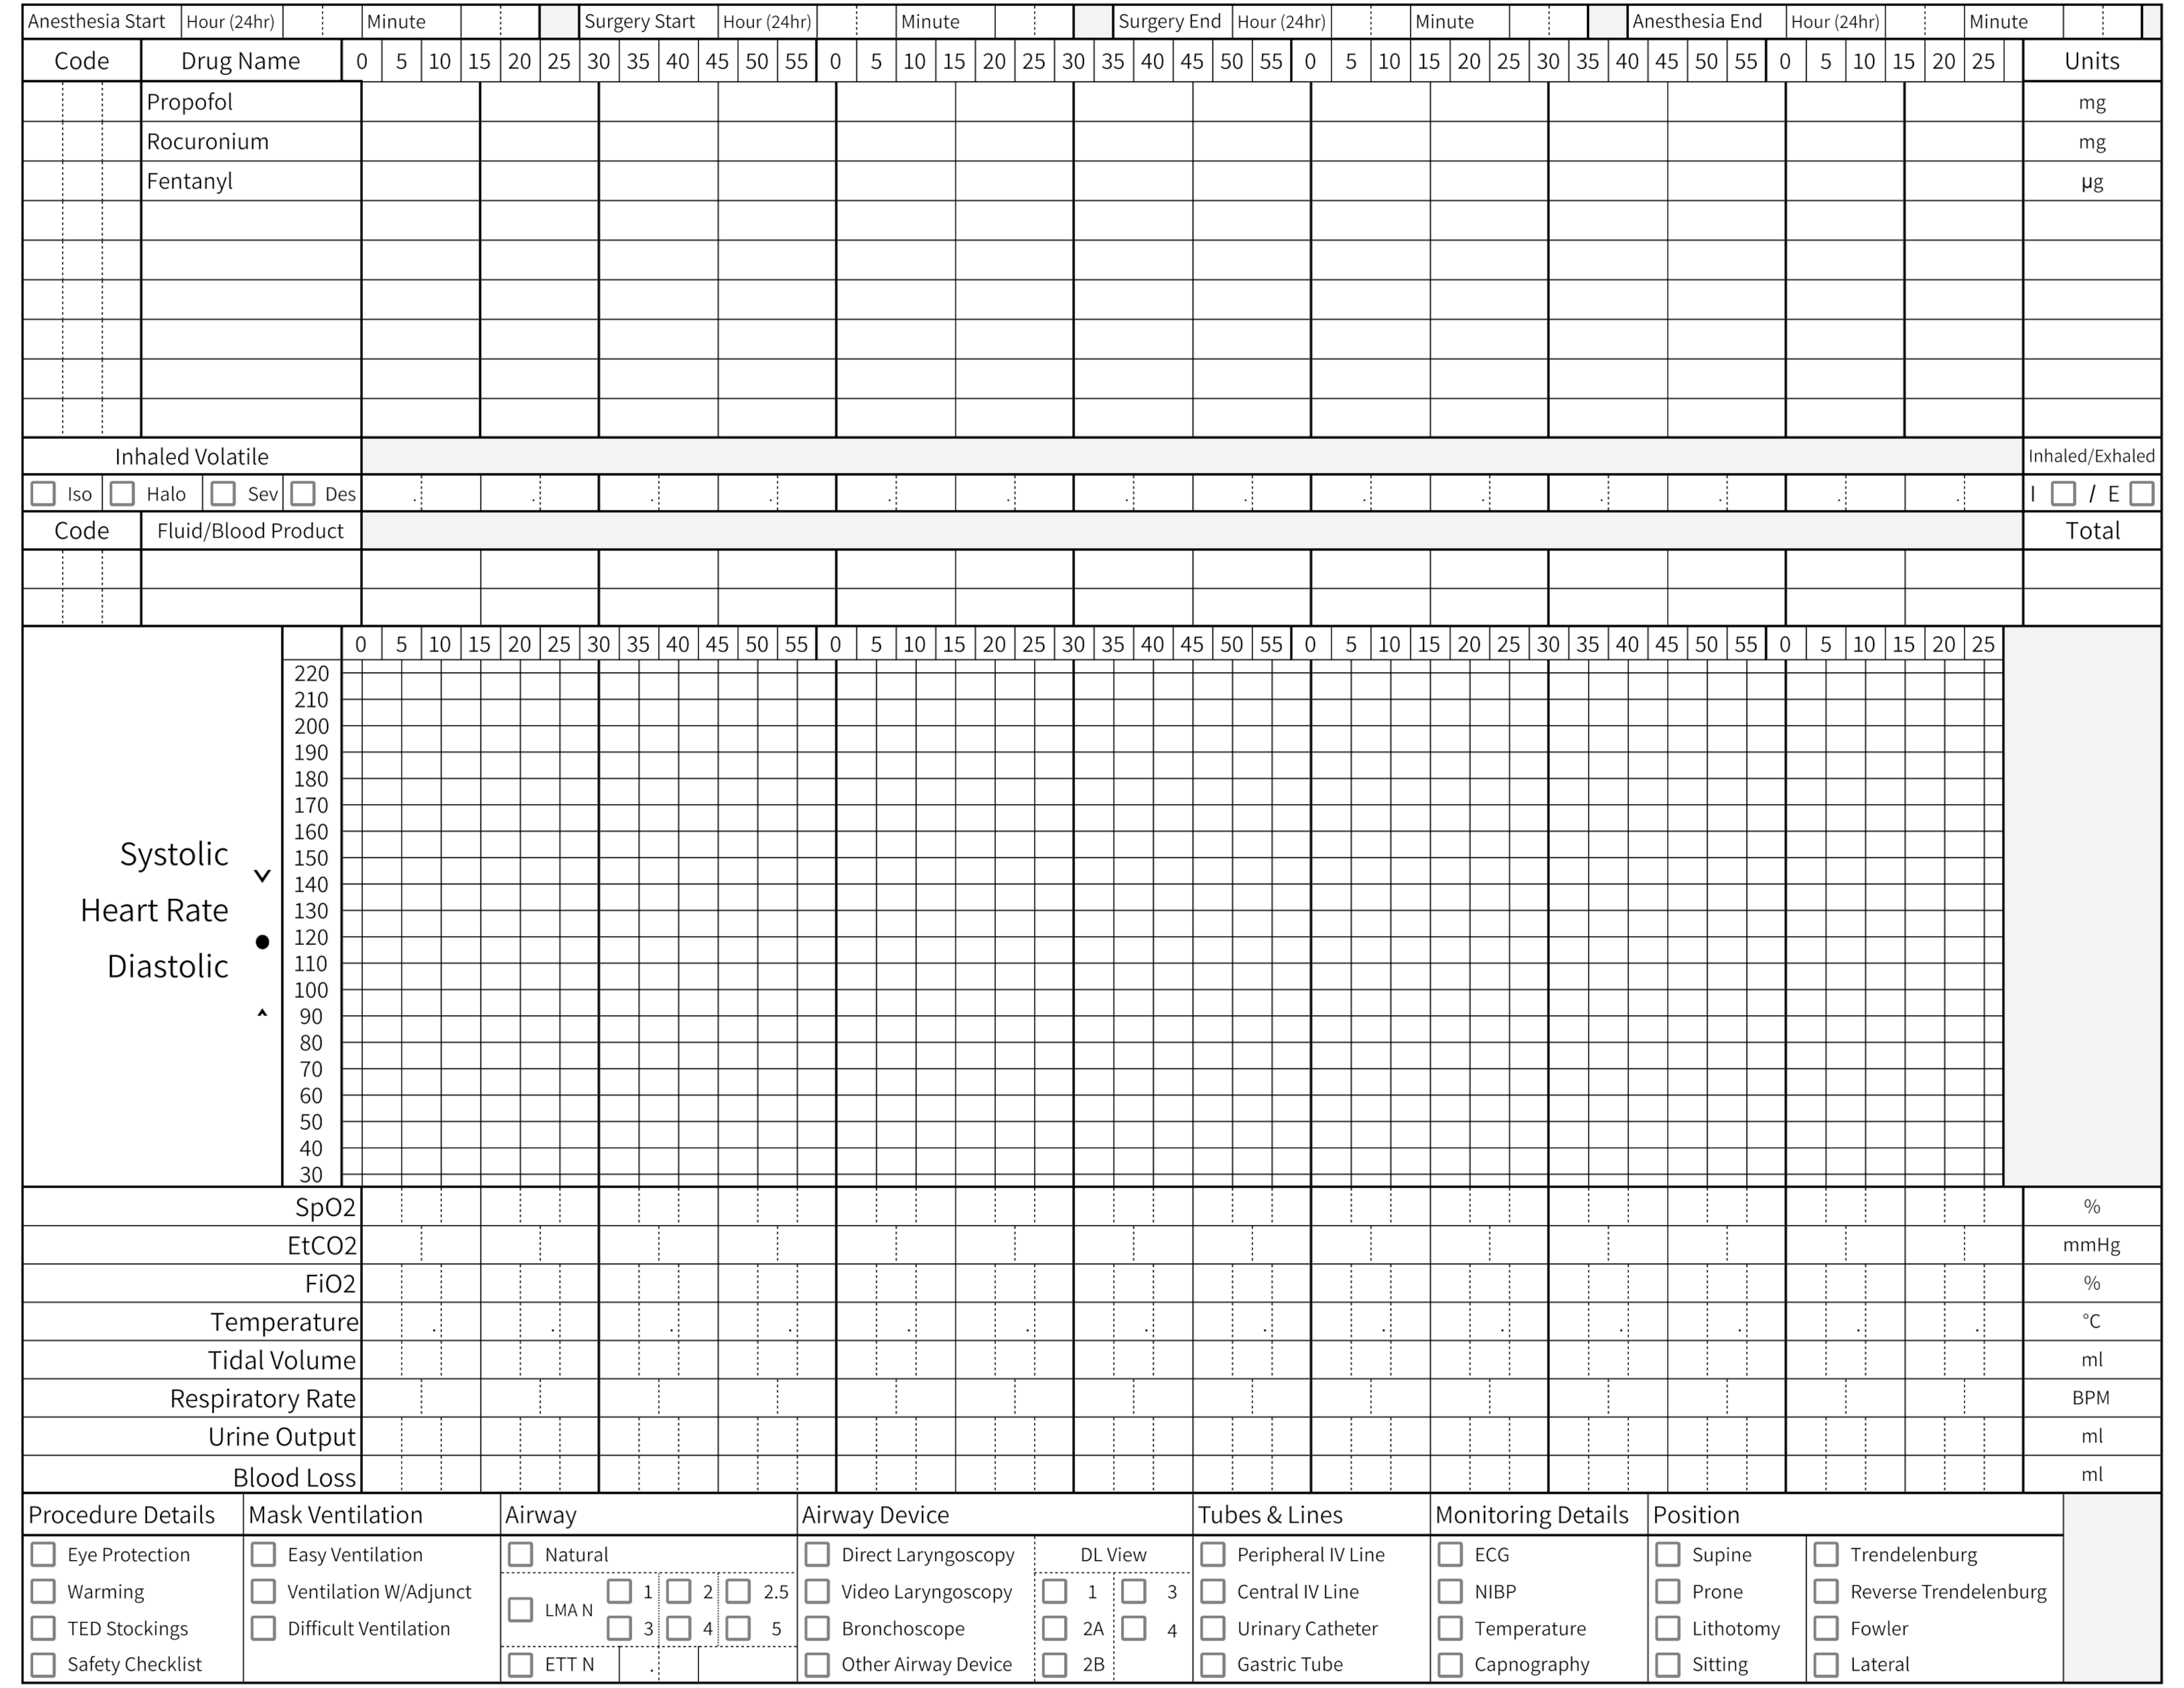 Anesthesia Start Hour (24hr) Minute Surgery Start Hour (24hr) Minute Surgery End Hour (24hr) Minute Anesthesia End Hour (24hr) Minute
Code Drug Name 0 5 10 15 20 25 30 35 40 45 50 55 0 5 10 15 20 25 30 35 40 45 50 55 0 5 10 15 20 25 30 35 40 45 50 55 0 5 10 15 20 25 Units
Propofol mg
Rocuronium mg
Fentanyl µg
Inhaled Volatile Inhaled/Exhaled
Iso Halo Sev Des . . . . . . . . . . . . . . I / E
Code Fluid/Blood Product Total
0 5 10 15 20 25 30 35 40 45 50 55 0 5 10 15 20 25 30 35 40 45 50 55 0 5 10 15 20 25 30 35 40 45 50 55 0 5 10 15 20 25
220
210
200
190
180
170
160
Systolic 150
140
Heart Rate 130
120
Diastolic 110
100
90
80
70
60
50
40
30
SpO2 %
EtCO2 mmHg
FiO2 %
Temperature . . . . . . . . . . . . . . °C
Tidal Volume ml
Respiratory Rate BPM
Urine Output ml
Blood Loss ml
Procedure Details Mask Ventilation Airway Airway Device Tubes & Lines Monitoring Details Position
Eye Protection Easy Ventilation Natural Direct Laryngoscopy DL View Peripheral IV Line ECG Supine Trendelenburg
Warming Ventilation W/Adjunct LMA N 1 2 2.5 Video Laryngoscopy 1 3 Central IV Line NIBP Prone Reverse Trendelenburg
TED Stockings Difficult Ventilation 3 4 5 Bronchoscope 2A 4 Urinary Catheter Temperature Lithotomy Fowler
Safety Checklist ETT N . Other Airway Device 2B Gastric Tube Capnography Sitting Lateral